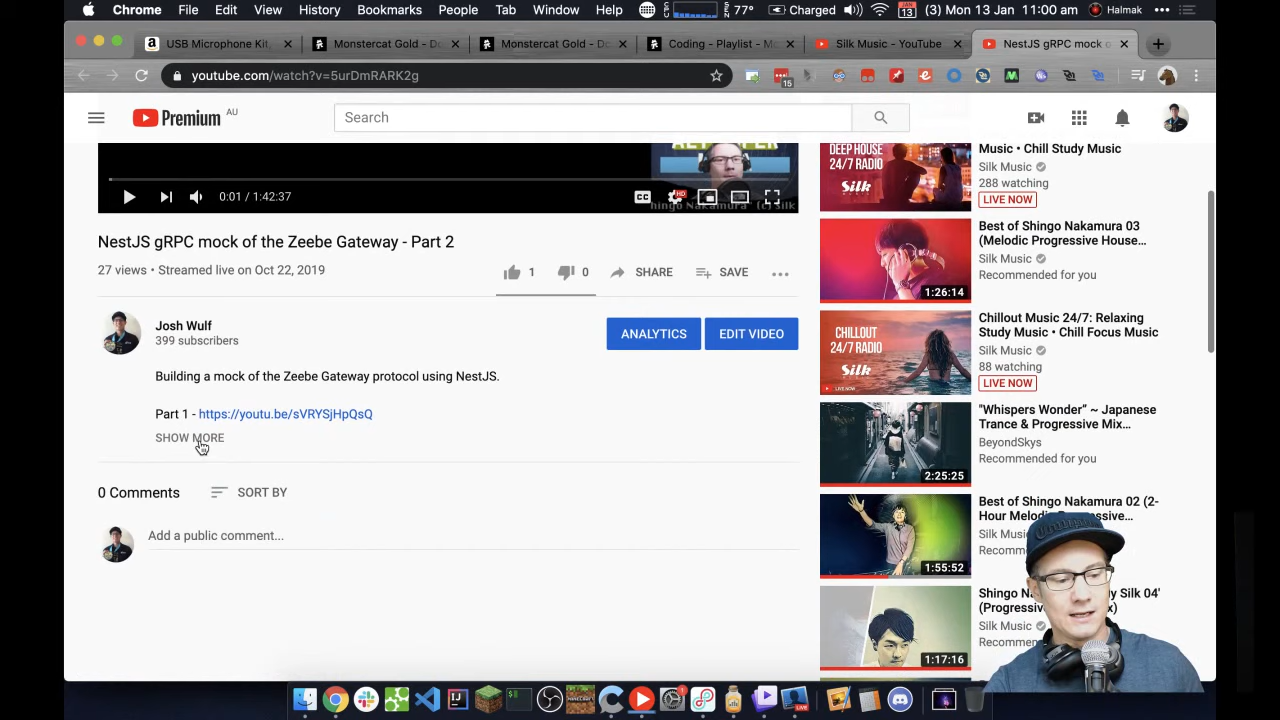 Chrome File Edit View History Bookmarks People Tab Window Help 77° Charged (3) Mon 13 Jan 11:00 am Halmak
USB Microphone Kit,
Monstercat Gold - Do
Monstercat Gold - Do
Coding - Playlist - Mo
Silk Music - YouTube
NestJS gRPC mock o
youtube.com/watch?v=5urDmRARK2g
15
Premium AU
Search
0:01 / 1:42:37
CC
HD
NestJS gRPC mock of the Zeebe Gateway - Part 2
27 views • Streamed live on Oct 22, 2019
1 0 SHARE SAVE
Josh Wulf
399 subscribers
ANALYTICS EDIT VIDEO
Building a mock of the Zeebe Gateway protocol using NestJS.
Part 1 - https://youtu.be/sVRYSjHpQsQ
SHOW MORE
0 Comments SORT BY
Add a public comment...
DEEP HOUSE
24/7 RADIO
Silk
Music • Chill Study Music
Silk Music
288 watching
LIVE NOW
1:26:14
Best of Shingo Nakamura 03
(Melodic Progressive House...
Silk Music
Recommended for you
CHILLOUT
24/7 RADIO
Silk
Chillout Music 24/7: Relaxing
Study Music • Chill Focus Music
Silk Music
88 watching
LIVE NOW
2:25:25
"Whispers Wonder” ~ Japanese
Trance & Progressive Mix...
BeyondSkys
Recommended for you
1:55:52
Best of Shingo Nakamura 02 (2-
Silk
1:17:16
Silk Music